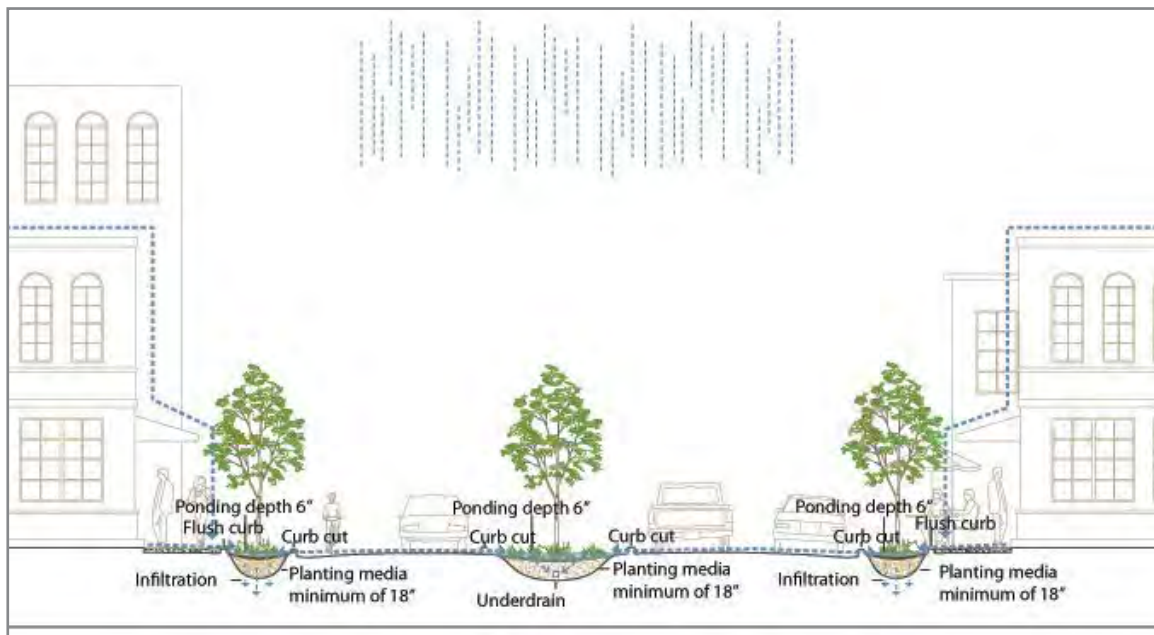 Ponding depth 6"
Ponding depth 6"
Ponding depth 6"
Flush curb
Curb cut
Curb cut
Curb cut
Curb cut
Flush curb
Infiltration
Planting media
minimum of 18"
Underdrain
Planting media
minimum of 18"
Infiltration
Planting media
minimum of 18"